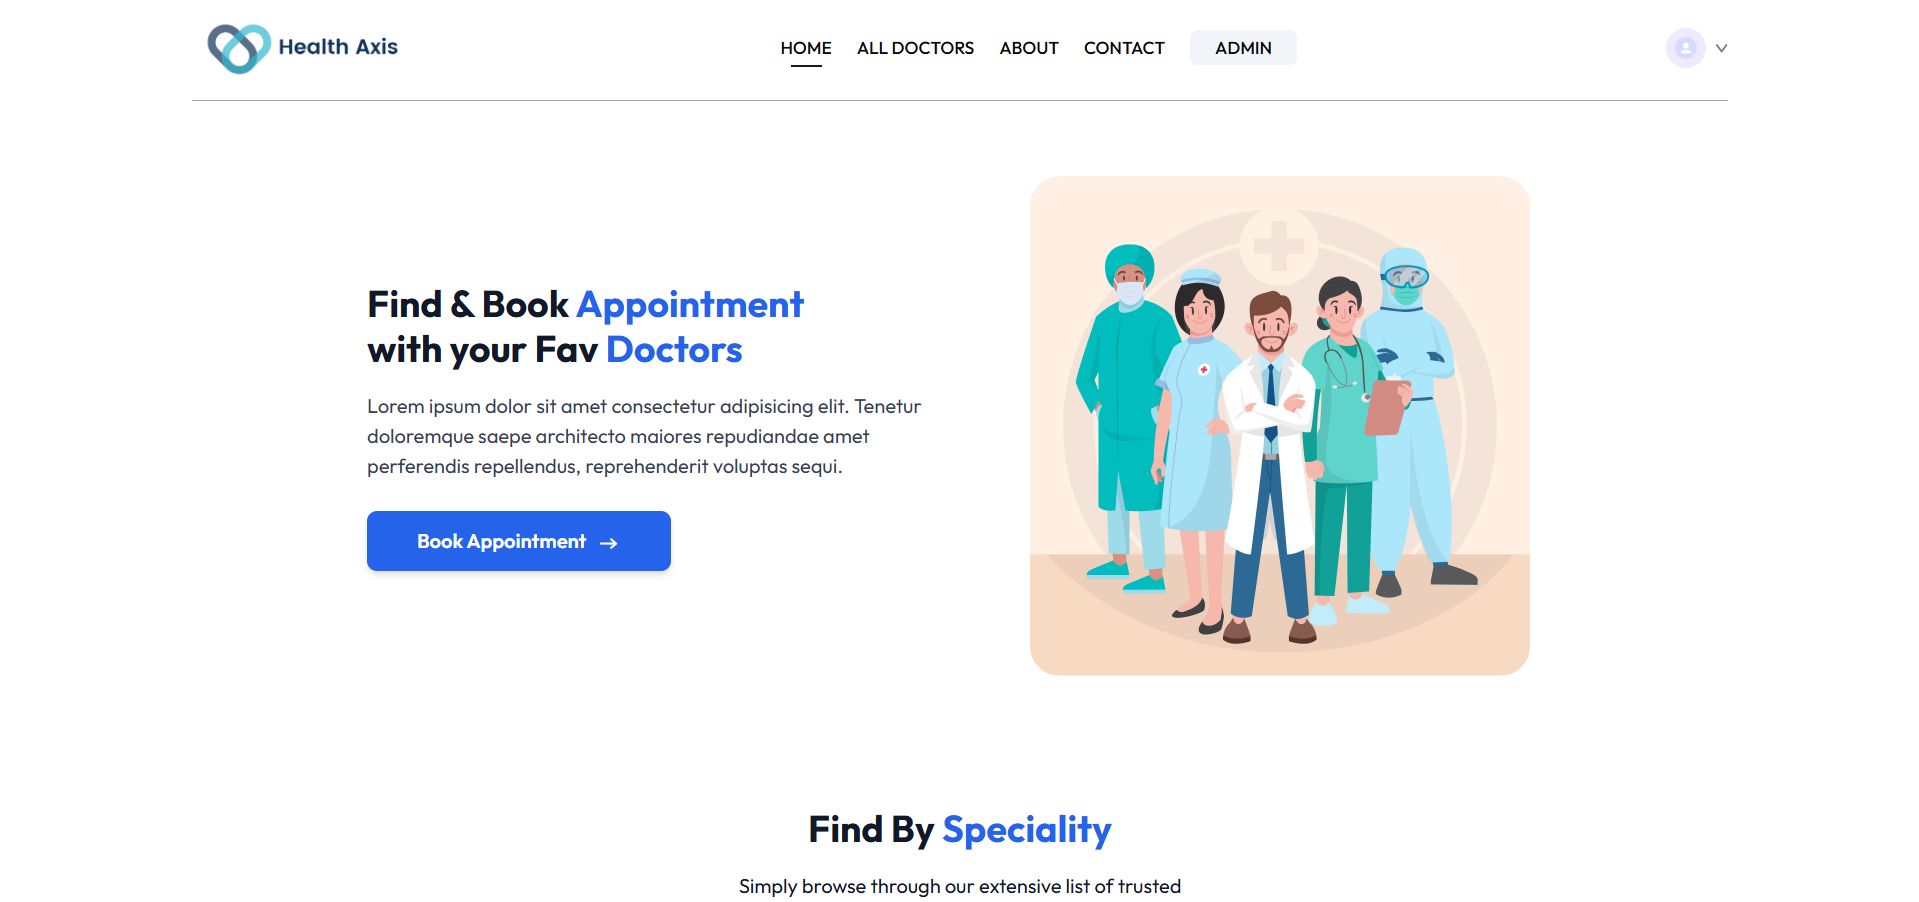 Health Axis
HOME
ALL DOCTORS
ABOUT
CONTACT
ADMIN
Find & Book Appointment
with your Fav Doctors
Lorem ipsum dolor sit amet consectetur adipisicing elit. Tenetur
doloremque saepe architecto maiores repudiandae amet
perferendis repellendus, reprehenderit voluptas sequi.
Book Appointment →
Find By Speciality
Simply browse through our extensive list of trusted